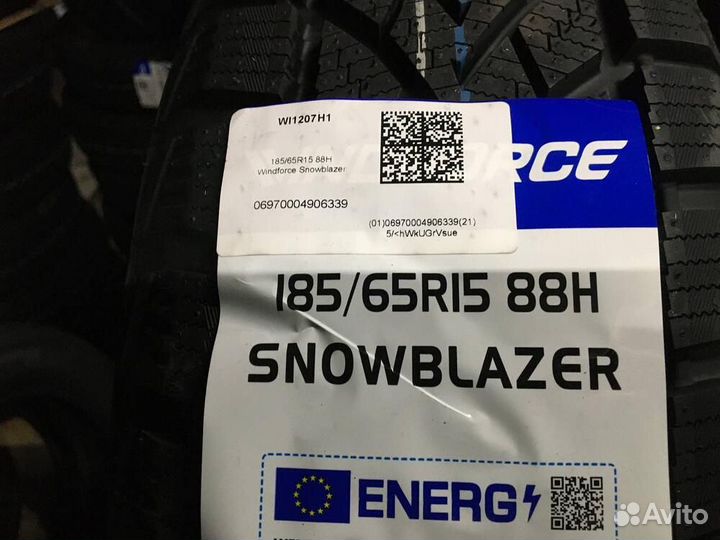 WI1207H1
185/65R15 88H
Windforce Snowblazer
06970004906339
(01)06970004906339(21)
5/<hWkUGrVsue
RCE
185/65R15 88H
SNOWBLAZER
ENERG
Avito